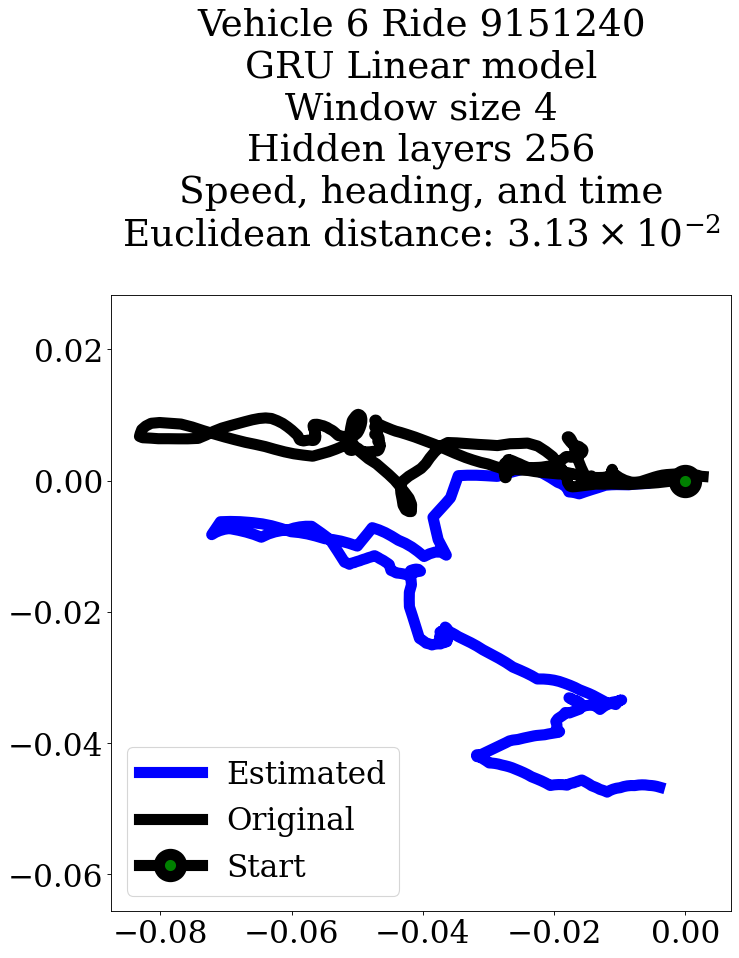 Vehicle 6 Ride 9151240
GRU Linear model
Window size 4
Hidden layers 256
Speed, heading, and time
Euclidean distance: 3.13 × 10⁻²
0.02
0.00
−0.02
−0.04
−0.06
Estimated
Original
Start
−0.08 −0.06 −0.04 −0.02 0.00